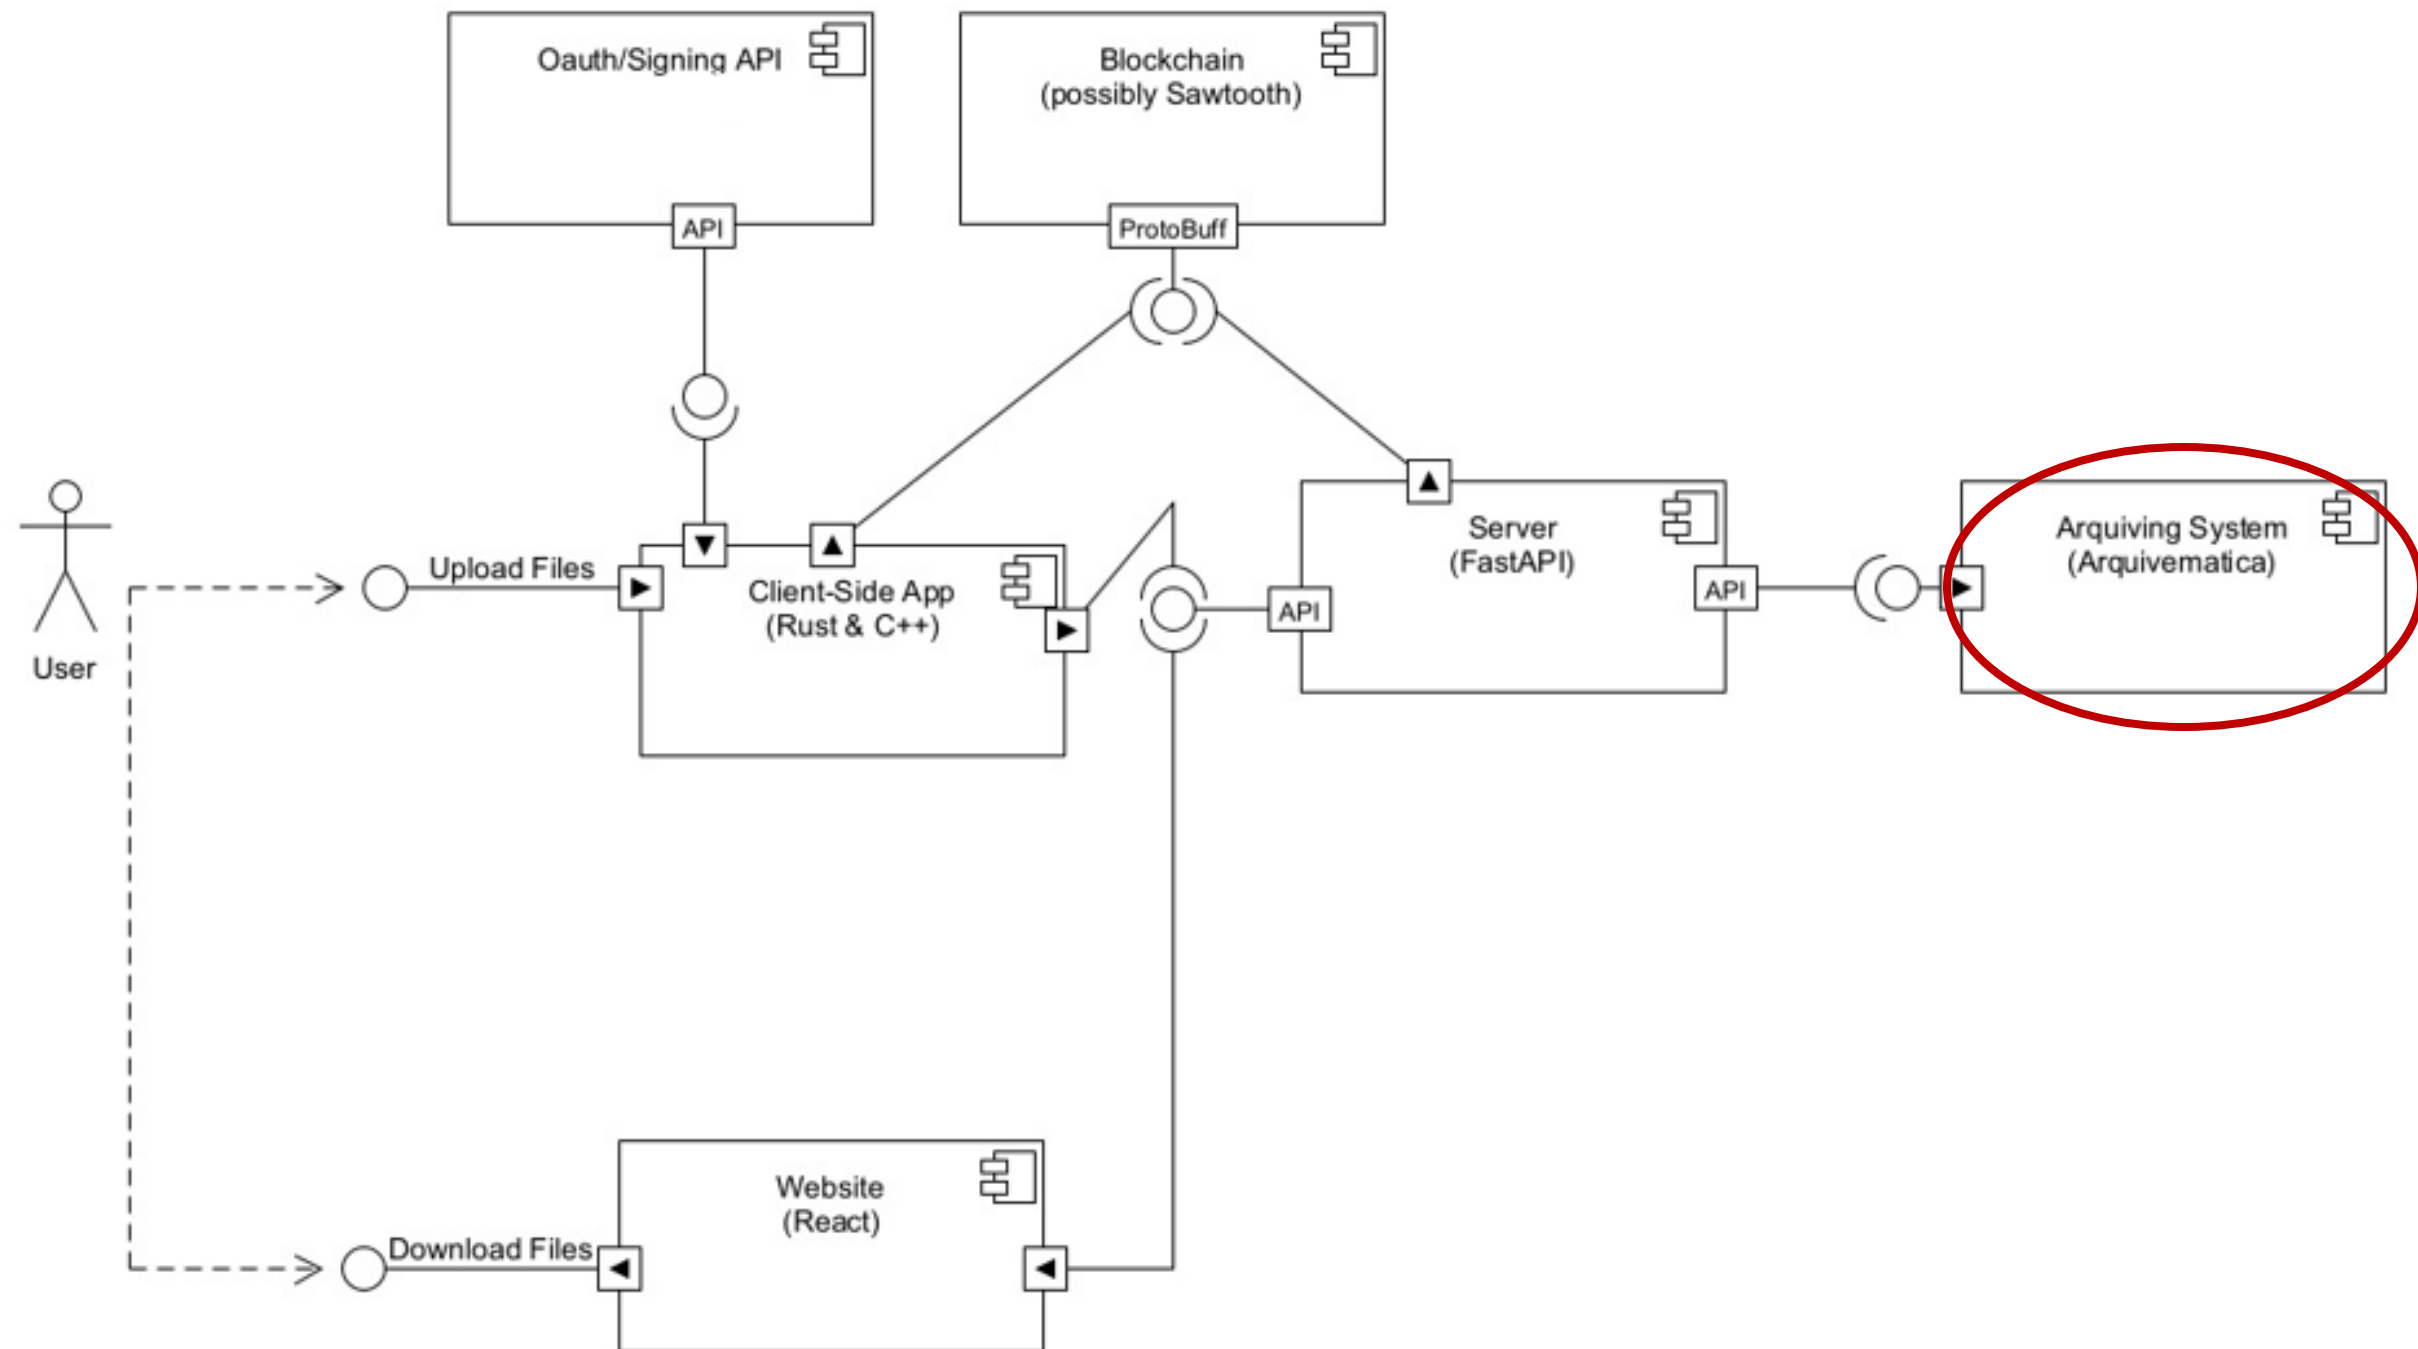 Oauth/Signing API
API
Blockchain
(possibly Sawtooth)
ProtoBuff
User
Upload Files
Client-Side App
(Rust & C++)
API
Server
(FastAPI)
API
Arquiving System
(Arquivematica)
Download Files
Website
(React)